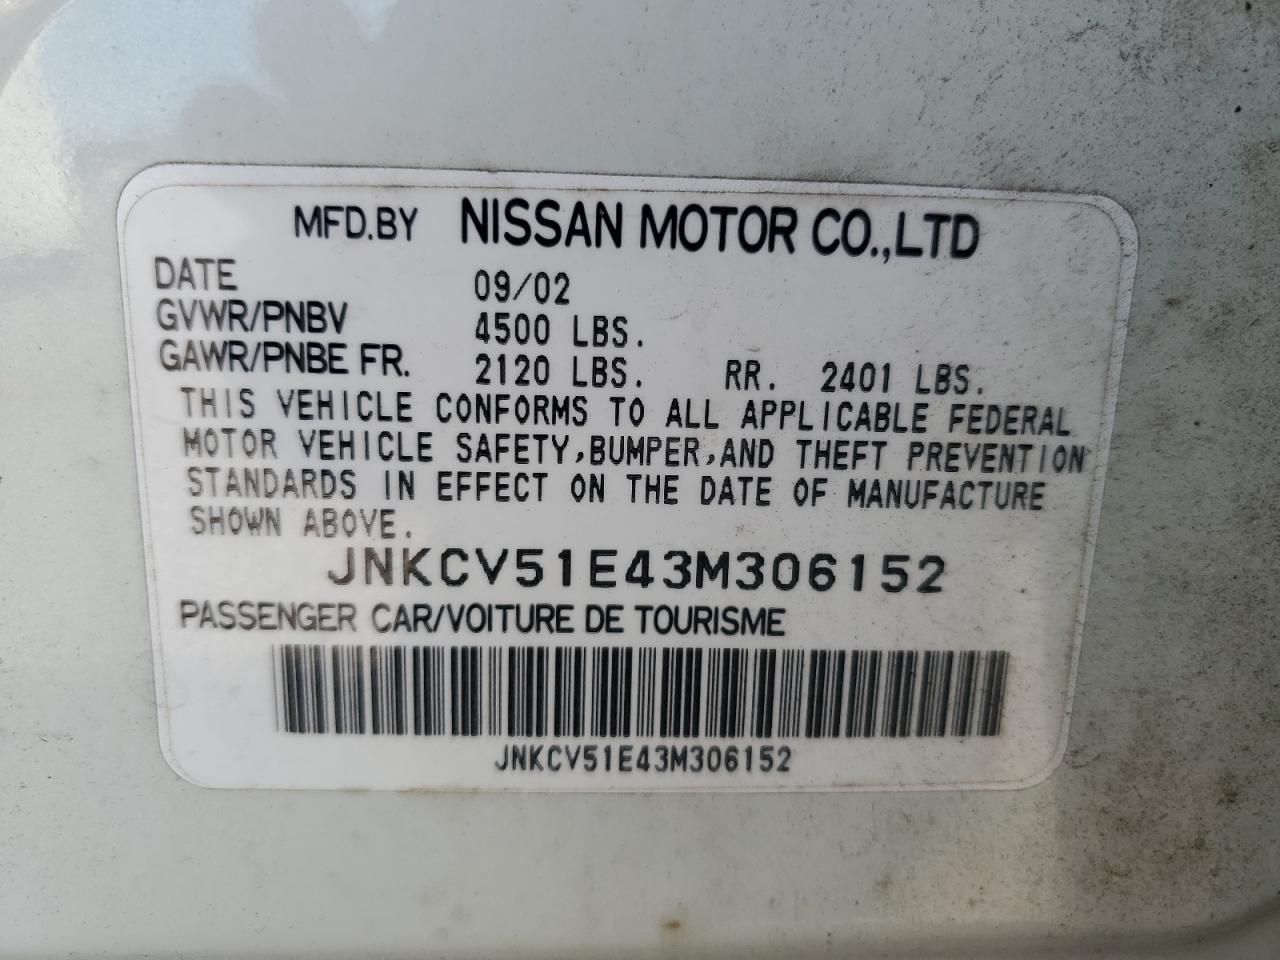 MFD.BY NISSAN MOTOR CO.,LTD
DATE 09/02
GVWR/PNBV 4500 LBS.
GAWR/PNBE FR. 2120 LBS. RR. 2401 LBS.
THIS VEHICLE CONFORMS TO ALL APPLICABLE FEDERAL
MOTOR VEHICLE SAFETY,BUMPER,AND THEFT PREVENTION
STANDARDS IN EFFECT ON THE DATE OF MANUFACTURE
SHOWN ABOVE.
JNKCV51E43M306152
PASSENGER CAR/VOITURE DE TOURISME
JNKCV51E43M306152